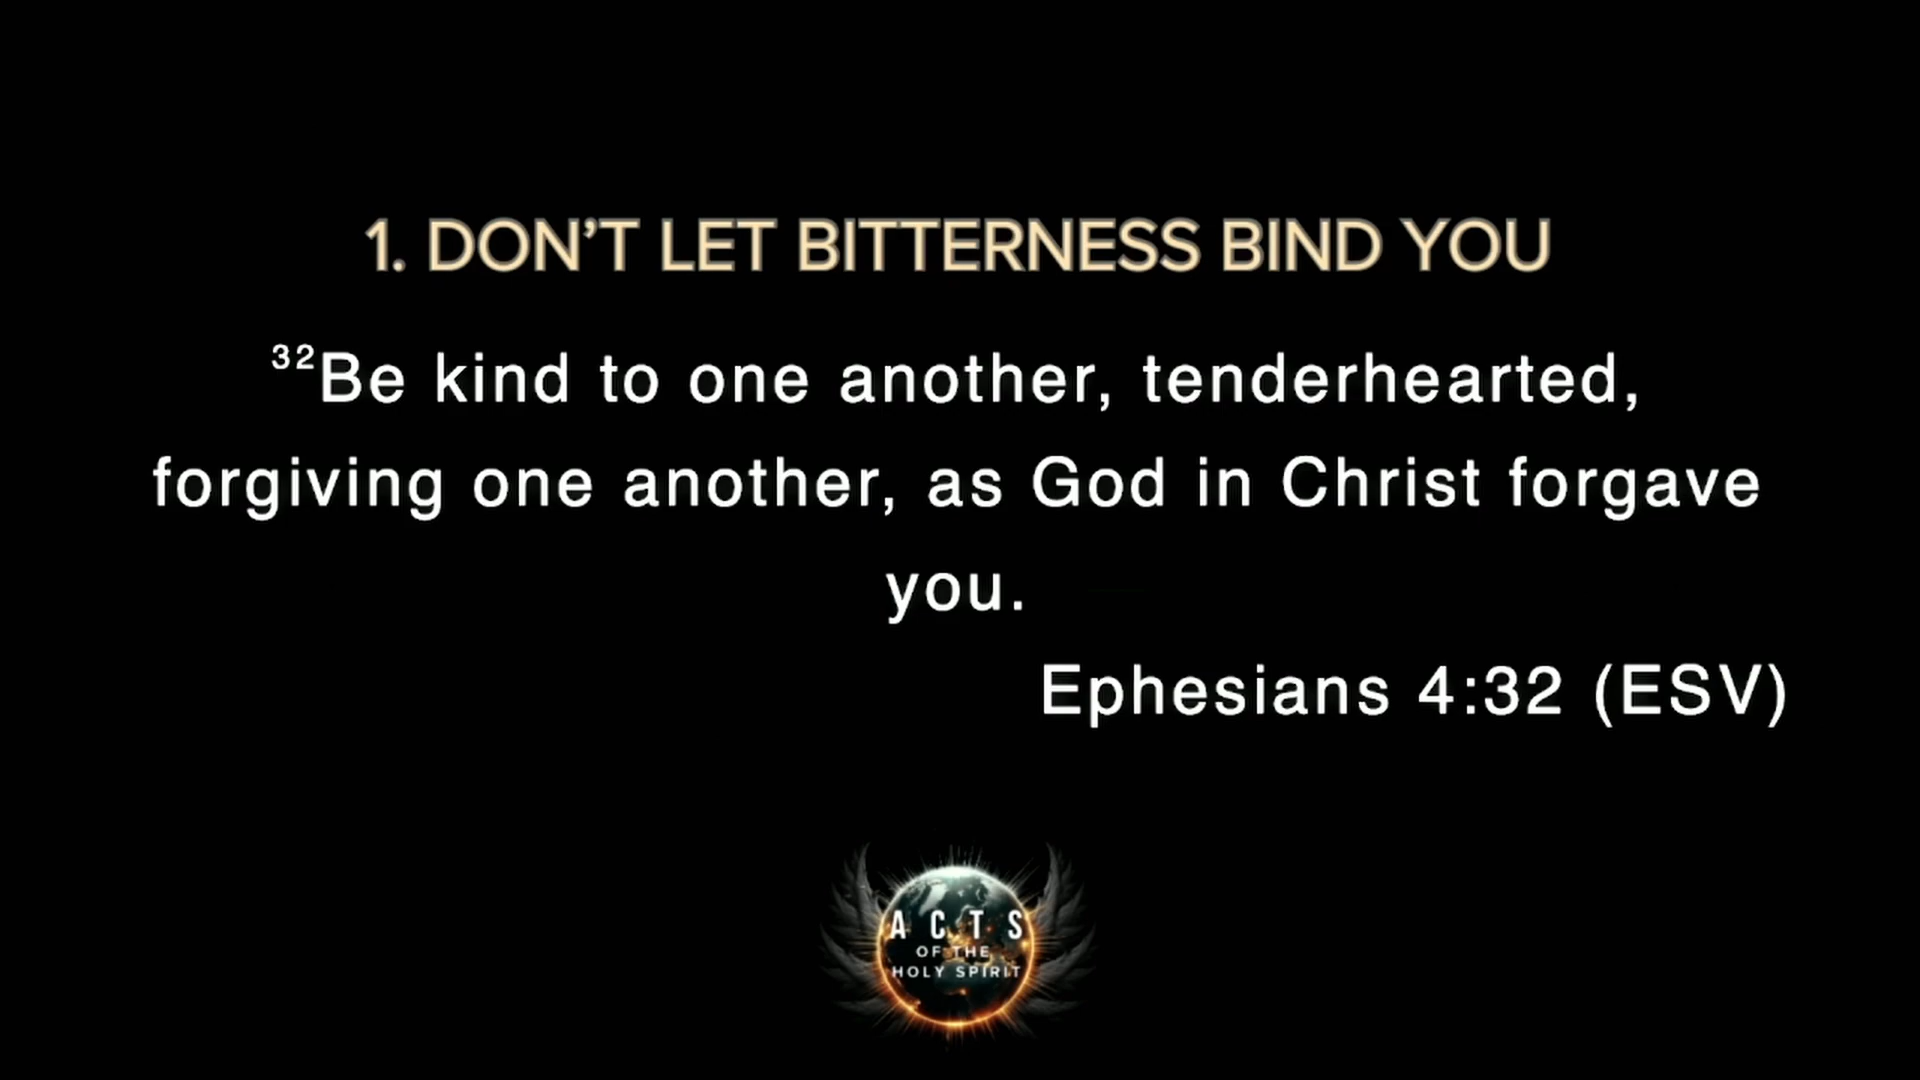 1. DON’T LET BITTERNESS BIND YOU
³²Be kind to one another, tenderhearted,
forgiving one another, as God in Christ forgave
you.
Ephesians 4:32 (ESV)
ACTS
OF THE
HOLY SPIRIT